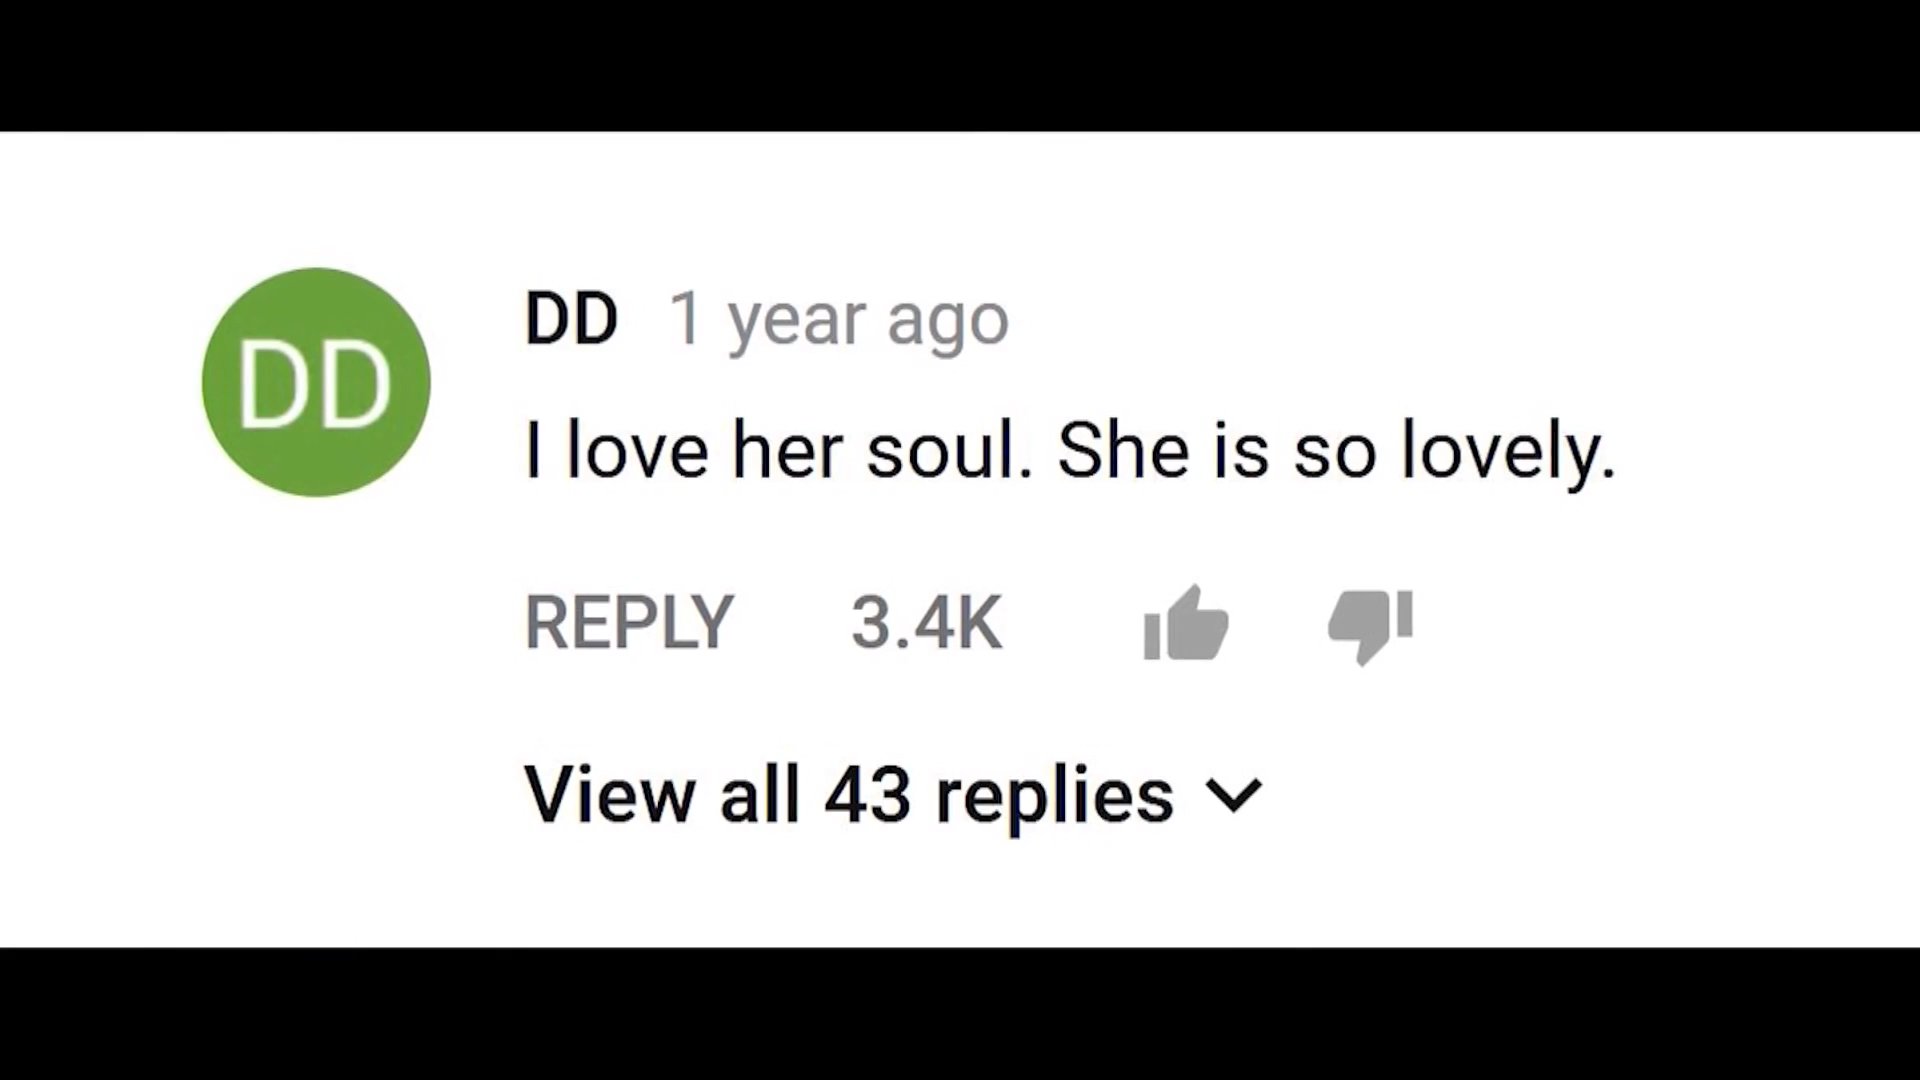 DD
DD 1 year ago
I love her soul. She is so lovely.
REPLY 3.4K
View all 43 replies